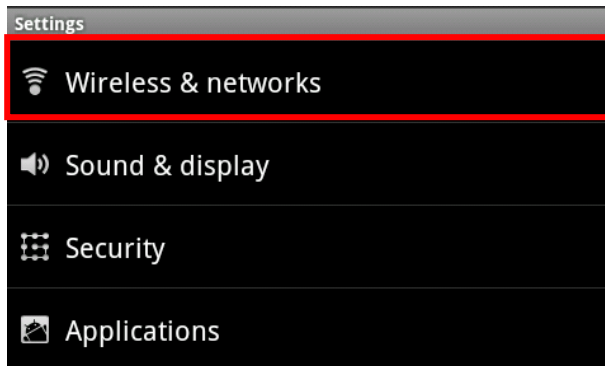 Settings
Wireless & networks
Sound & display
Security
Applications